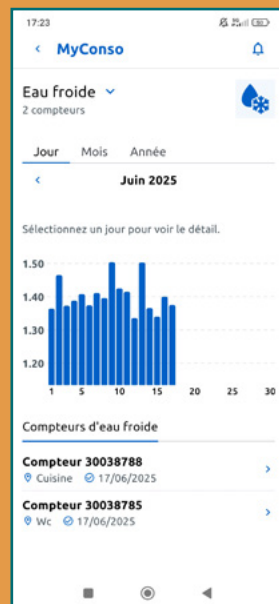 17:23
MyConso
Eau froide
2 compteurs
Jour Mois Année
Juin 2025
Sélectionnez un jour pour voir le détail.
1.50
1.40
1.30
1.20
1 5 10 15 20 25 30
Compteurs d'eau froide
Compteur 30038788
Cuisine 17/06/2025
Compteur 30038785
Wc 17/06/2025